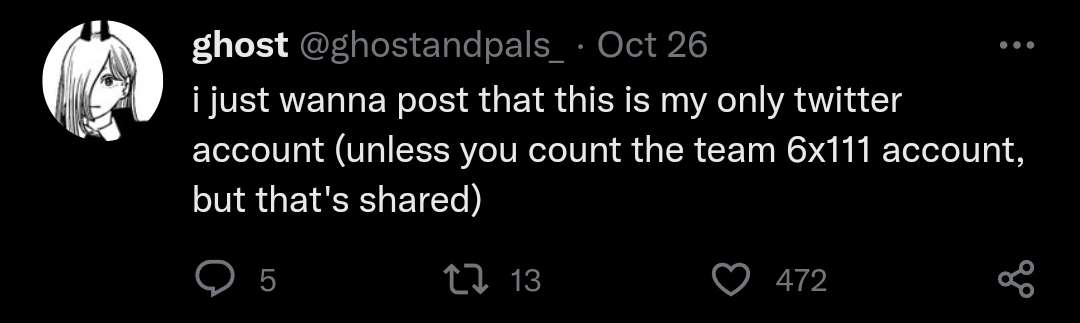 ghost @ghostandpals_ · Oct 26
i just wanna post that this is my only twitter
account (unless you count the team 6x111 account,
but that's shared)
5 13 472